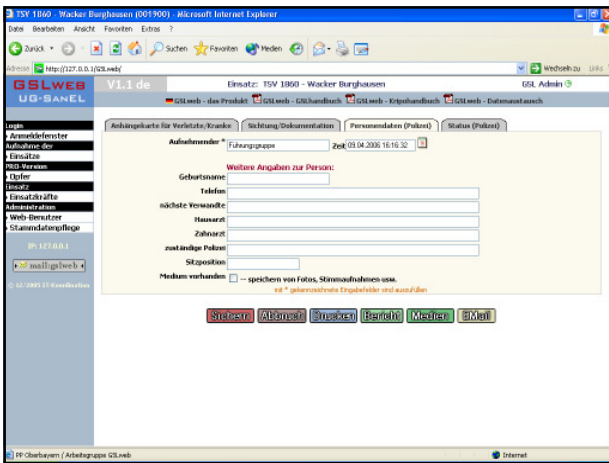 TSV 1860 - Wacker Burghausen (001900) - Microsoft Internet Explorer
Datei Bearbeiten Ansicht Favoriten Extras ?
Zurück Suchen Favoriten Medien
Adresse http://127.0.0.1/GSLweb/ Wechseln zu Links
GSLWEB V1.1 de Einsatz: TSV 1860 - Wacker Burghausen GSL Admin
UG-SANEL GSLweb - das Produkt GSLweb - GSLhandbuch GSLweb - Kripohandbuch GSLweb - Datenaustausch
Login
Anmeldefenster
Aufnahme der
Einsätze
PRO-Version
Opfer
Einsatz
Einsatzkräfte
Administration
Web-Benutzer
Stammdatenpflege
IP: 127.0.0.1
mail:gslweb
Anhängekarte für Verletzte/Kranke Sichtung/Dokumentation Personendaten (Polizei) Status (Polizei)
Aufnehmender * Führungsgruppe Zeit 09.04.2006 16:16:32
Weitere Angaben zur Person:
Geburtsname
Telefon
nächste Verwandte
Hausarzt
Zahnarzt
zuständige Polizei
Sitzposition
Medium vorhanden -- speichern von Fotos, Stimmaufnahmen usw.
mit * gekennzeichnete Eingabefelder sind auszufüllen
Sichern Abbruch Drucken Bericht Medien EMail
PP Oberbayern / Arbeitsgruppe GSLweb Internet